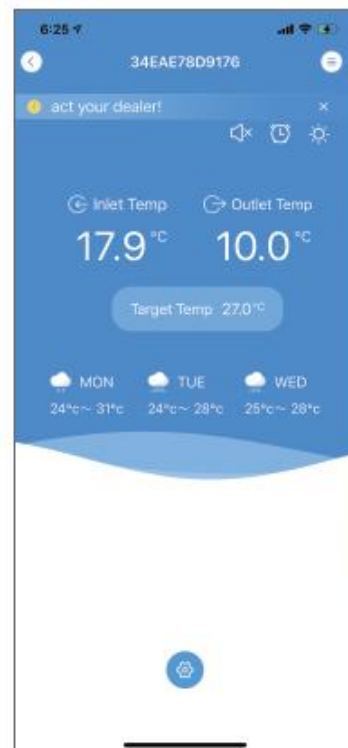 6:25
34EAE78D9176
act your dealer!
Inlet Temp Outlet Temp
17.9°C 10.0°C
Target Temp 27.0°C
MON TUE WED
24°c~ 31°c 24°c~ 28°c 25°c~ 28°c